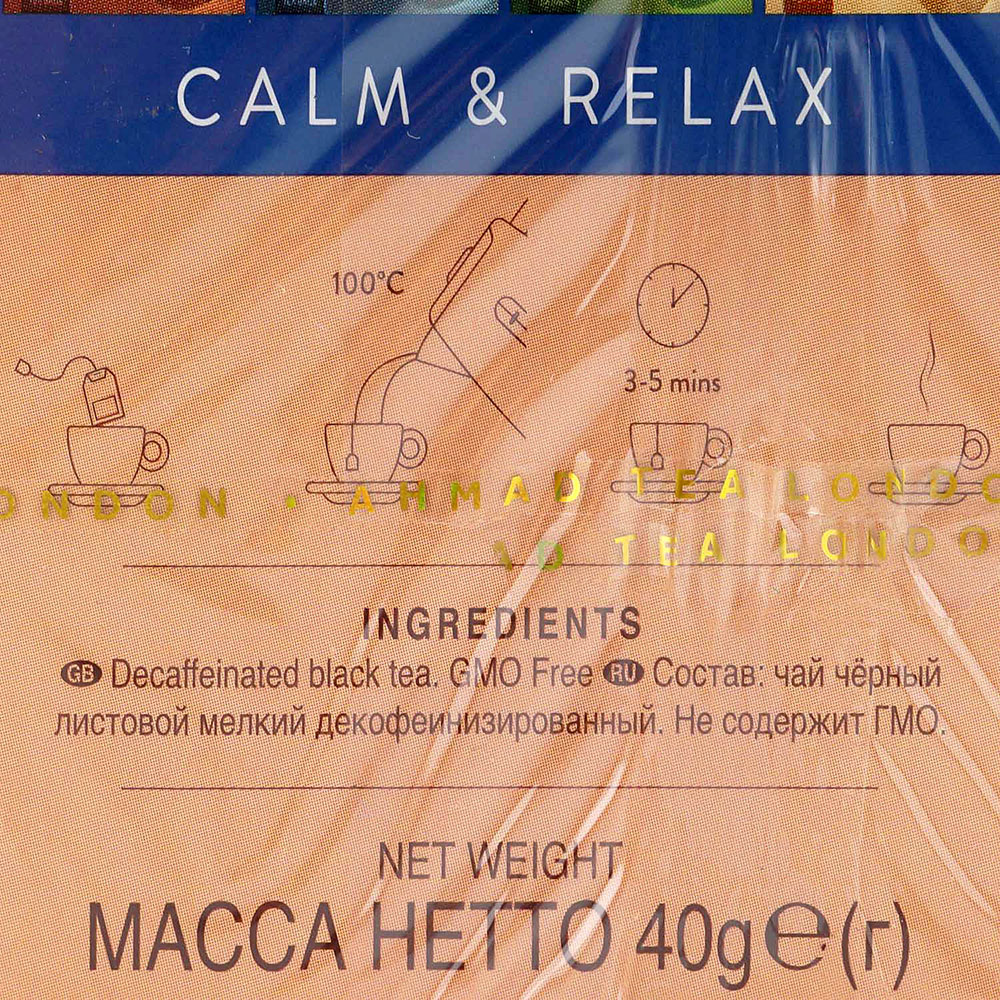 CALM & RELAX
100°C
3-5 mins
ONDON • AHMAD TEA LONDO
D TEA LONDO
INGREDIENTS
GB Decaffeinated black tea. GMO Free RU Состав: чай чёрный
листовой мелкий декофеинизированный. Не содержит ГМО.
NET WEIGHT
МАССА НЕТТО 40g℮(г)